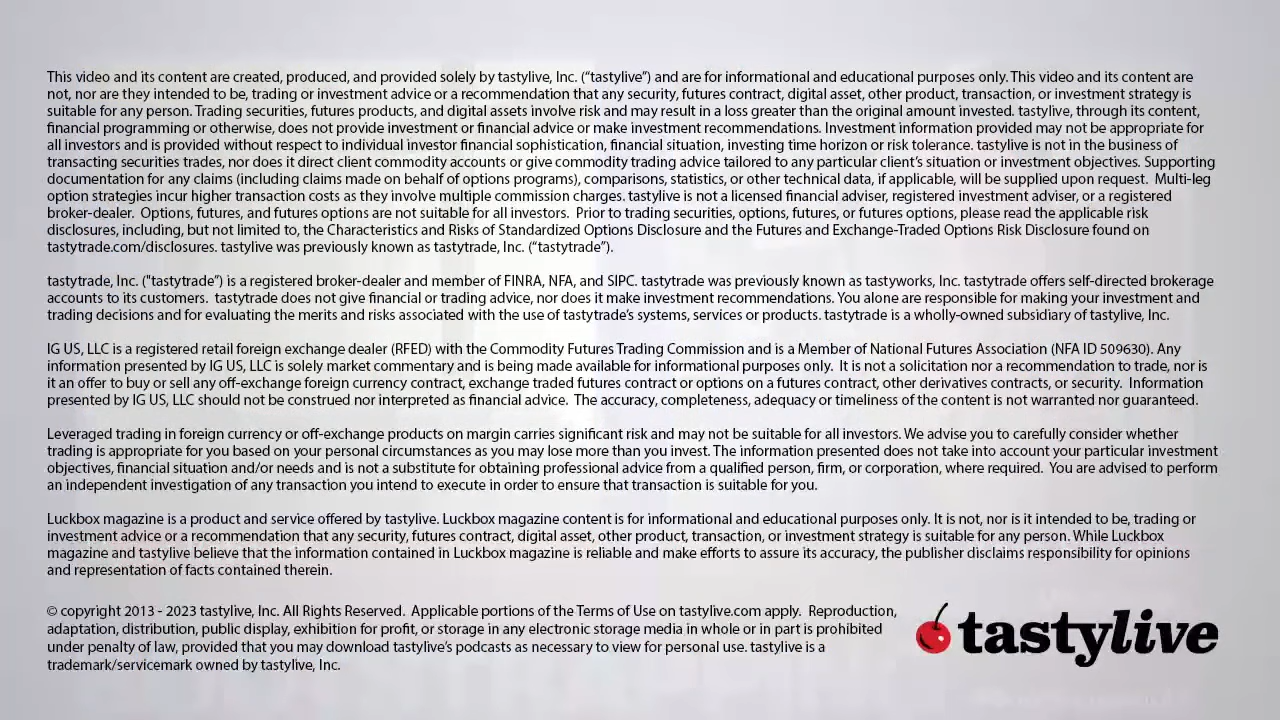 This video and its content are created, produced, and provided solely by tastylive, Inc. (“tastylive”) and are for informational and educational purposes only. This video and its content are
not, nor are they intended to be, trading or investment advice or a recommendation that any security, futures contract, digital asset, other product, transaction, or investment strategy is
suitable for any person. Trading securities, futures products, and digital assets involve risk and may result in a loss greater than the original amount invested. tastylive, through its content,
financial programming or otherwise, does not provide investment or financial advice or make investment recommendations. Investment information provided may not be appropriate for
all investors and is provided without respect to individual investor financial sophistication, financial situation, investing time horizon or risk tolerance. tastylive is not in the business of
transacting securities trades, nor does it direct client commodity accounts or give commodity trading advice tailored to any particular client’s situation or investment objectives. Supporting
documentation for any claims (including claims made on behalf of options programs), comparisons, statistics, or other technical data, if applicable, will be supplied upon request.  Multi-leg
option strategies incur higher transaction costs as they involve multiple commission charges. tastylive is not a licensed financial adviser, registered investment adviser, or a registered
broker-dealer.  Options, futures, and futures options are not suitable for all investors.  Prior to trading securities, options, futures, or futures options, please read the applicable risk
disclosures, including, but not limited to, the Characteristics and Risks of Standardized Options Disclosure and the Futures and Exchange-Traded Options Risk Disclosure found on
tastytrade.com/disclosures. tastylive was previously known as tastytrade, Inc. (“tastytrade”).
tastytrade, Inc. ("tastytrade”) is a registered broker-dealer and member of FINRA, NFA, and SIPC. tastytrade was previously known as tastyworks, Inc. tastytrade offers self-directed brokerage
accounts to its customers.  tastytrade does not give financial or trading advice, nor does it make investment recommendations. You alone are responsible for making your investment and
trading decisions and for evaluating the merits and risks associated with the use of tastytrade’s systems, services or products. tastytrade is a wholly-owned subsidiary of tastylive, Inc.
IG US, LLC is a registered retail foreign exchange dealer (RFED) with the Commodity Futures Trading Commission and is a Member of National Futures Association (NFA ID 509630). Any
information presented by IG US, LLC is solely market commentary and is being made available for informational purposes only.  It is not a solicitation nor a recommendation to trade, nor is
it an offer to buy or sell any off-exchange foreign currency contract, exchange traded futures contract or options on a futures contract, other derivatives contracts, or security.  Information
presented by IG US, LLC should not be construed nor interpreted as financial advice.  The accuracy, completeness, adequacy or timeliness of the content is not warranted nor guaranteed.
Leveraged trading in foreign currency or off-exchange products on margin carries significant risk and may not be suitable for all investors. We advise you to carefully consider whether
trading is appropriate for you based on your personal circumstances as you may lose more than you invest. The information presented does not take into account your particular investment
objectives, financial situation and/or needs and is not a substitute for obtaining professional advice from a qualified person, firm, or corporation, where required.  You are advised to perform
an independent investigation of any transaction you intend to execute in order to ensure that transaction is suitable for you.
Luckbox magazine is a product and service offered by tastylive. Luckbox magazine content is for informational and educational purposes only. It is not, nor is it intended to be, trading or
investment advice or a recommendation that any security, futures contract, digital asset, other product, transaction, or investment strategy is suitable for any person. While Luckbox
magazine and tastylive believe that the information contained in Luckbox magazine is reliable and make efforts to assure its accuracy, the publisher disclaims responsibility for opinions
and representation of facts contained therein.
© copyright 2013 - 2023 tastylive, Inc. All Rights Reserved.  Applicable portions of the Terms of Use on tastylive.com apply.  Reproduction,
adaptation, distribution, public display, exhibition for profit, or storage in any electronic storage media in whole or in part is prohibited
under penalty of law, provided that you may download tastylive’s podcasts as necessary to view for personal use. tastylive is a
trademark/servicemark owned by tastylive, Inc.
tastylive